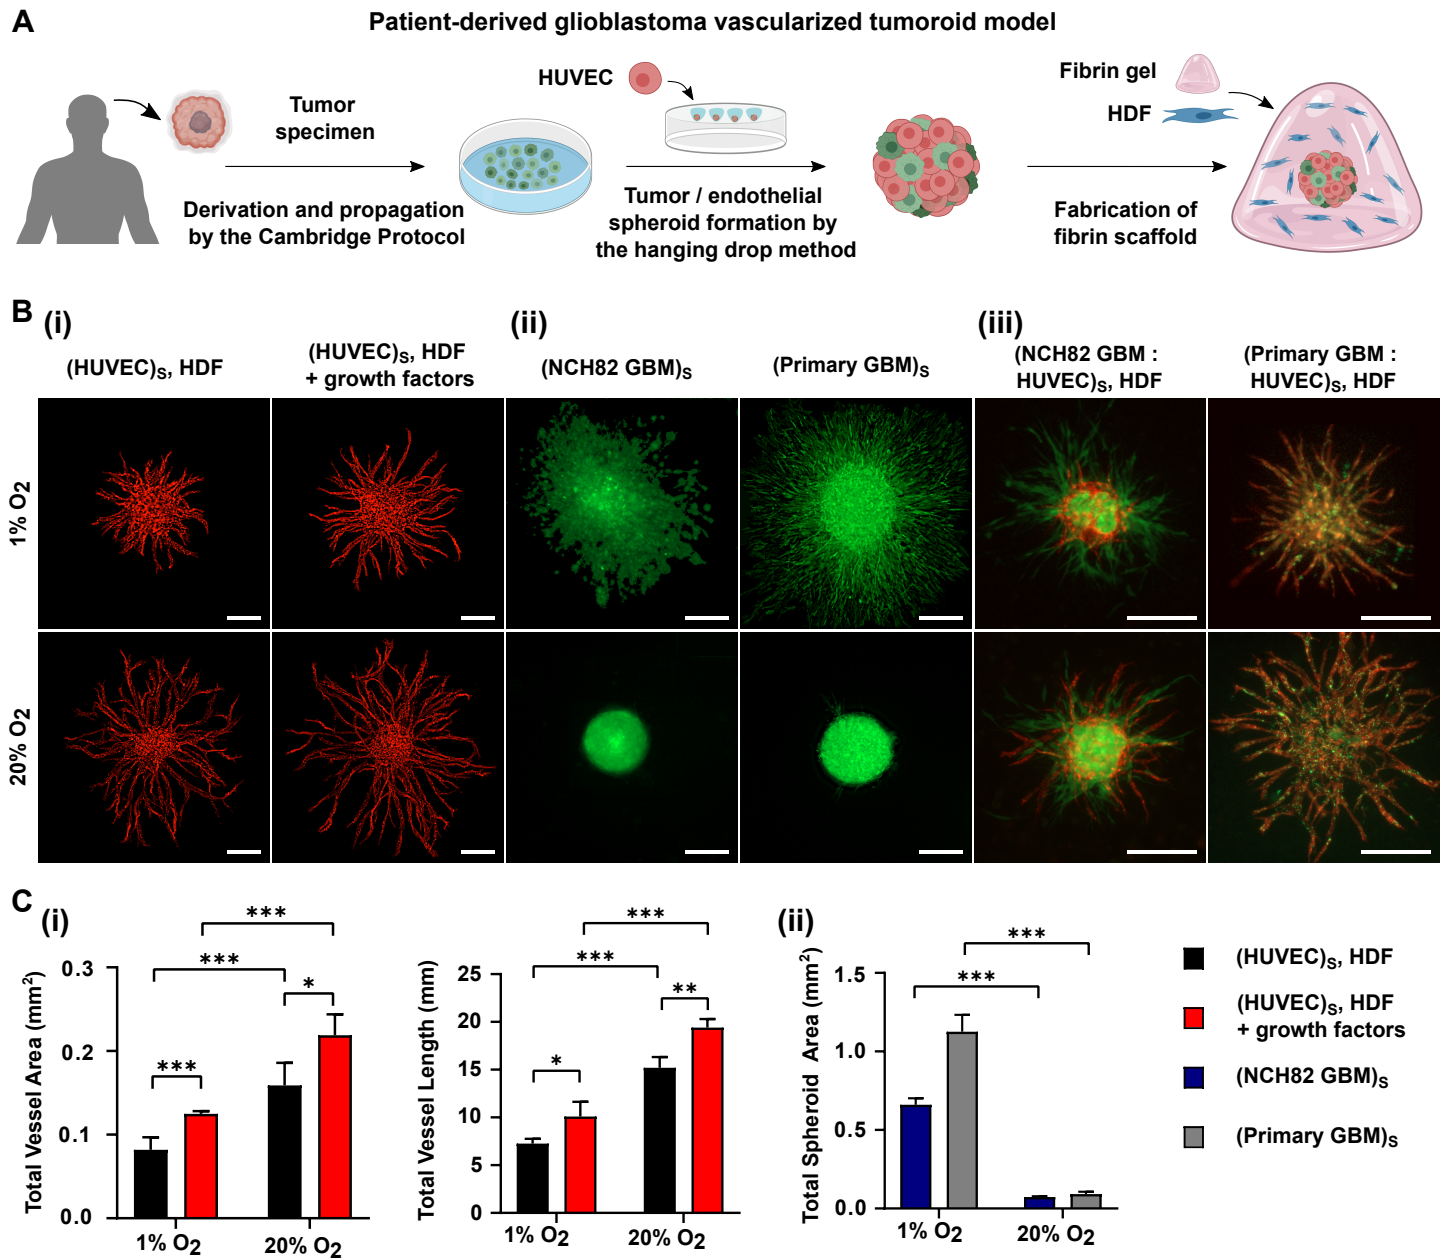 A
Patient-derived glioblastoma vascularized tumoroid model
Tumor
specimen
Derivation and propagation
by the Cambridge Protocol
HUVEC
Tumor / endothelial
spheroid formation by
the hanging drop method
Fibrin gel
HDF
Fabrication of
fibrin scaffold
B
(i)
(HUVEC)S, HDF
(HUVEC)S, HDF
+ growth factors
(ii)
(NCH82 GBM)S
(Primary GBM)S
(iii)
(NCH82 GBM :
HUVEC)S, HDF
(Primary GBM :
HUVEC)S, HDF
1% O2
20% O2
C
(i)
Total Vessel Area (mm2)
0.3
0.2
0.1
0.0
***
***
***
*
1% O2
20% O2
Total Vessel Length (mm)
25
20
15
10
5
0
***
***
*
**
1% O2
20% O2
(ii)
Total Spheroid Area (mm2)
1.5
1.0
0.5
0.0
***
***
1% O2
20% O2
(HUVEC)S, HDF
(HUVEC)S, HDF
+ growth factors
(NCH82 GBM)S
(Primary GBM)S